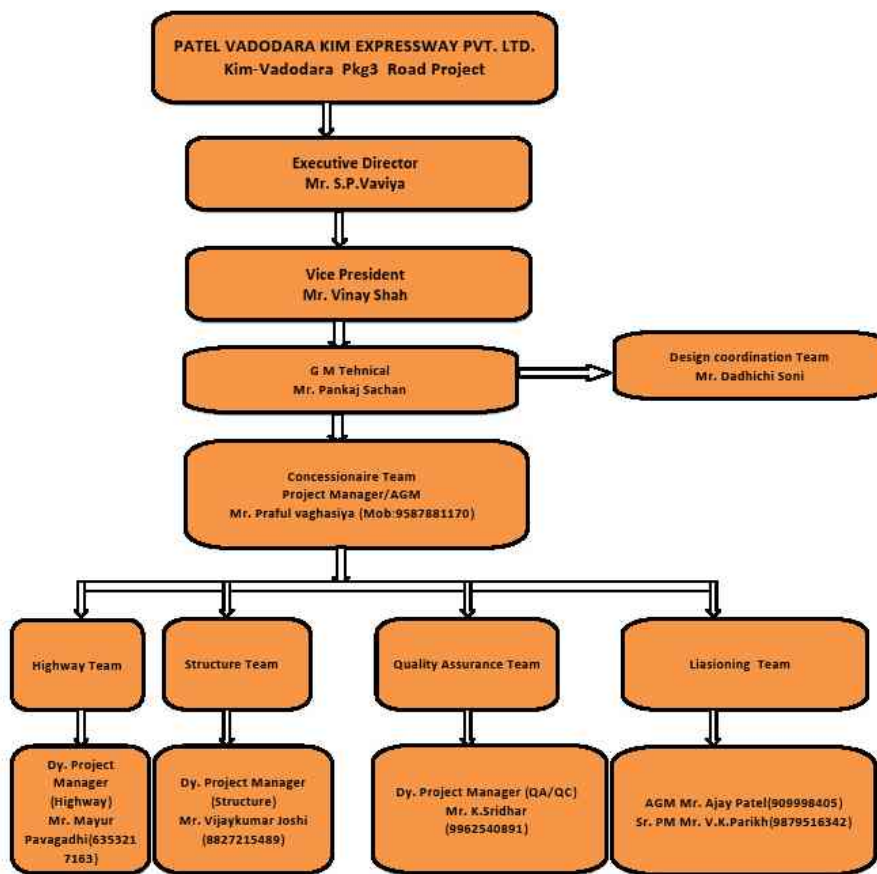 PATEL VADODARA KIM EXPRESSWAY PVT. LTD.
Kim-Vadodara Pkg3 Road Project
Executive Director
Mr. S.P.Vaviya
Vice President
Mr. Vinay Shah
G M Tehnical
Mr. Pankaj Sachan
Design coordination Team
Mr. Dadhichi Soni
Concessionaire Team
Project Manager/AGM
Mr. Praful vaghasiya (Mob:9587881170)
Highway Team
Structure Team
Quality Assurance Team
Liasioning Team
Dy. Project
Manager
(Highway)
Mr. Mayur
Pavagadhi(635321
7163)
Dy. Project Manager
(Structure)
Mr. Vijaykumar Joshi
(8827215489)
Dy. Project Manager (QA/QC)
Mr. K.Sridhar
(9962540891)
AGM Mr. Ajay Patel(909998405)
Sr. PM Mr. V.K.Parikh(9879516342)